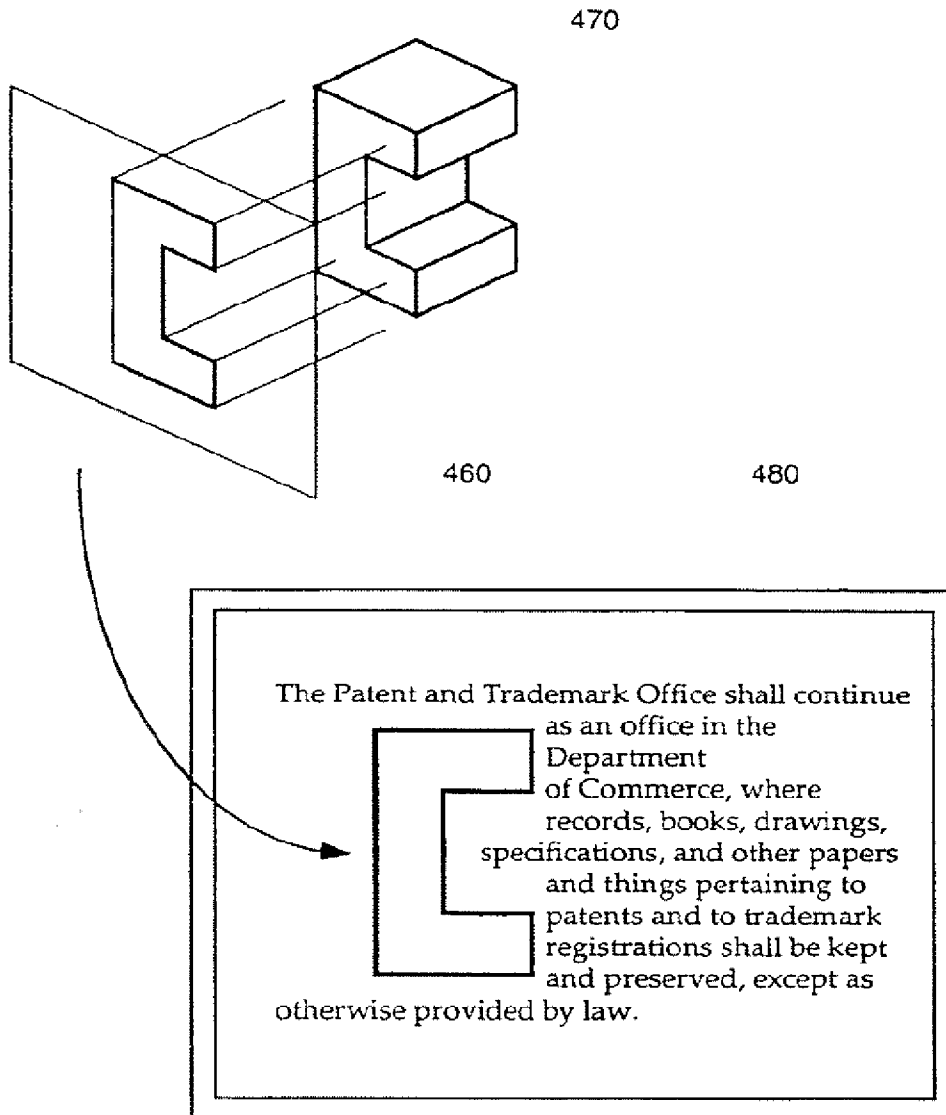 470
460 480
The Patent and Trademark Office shall continue
as an office in the
Department
of Commerce, where
records, books, drawings,
specifications, and other papers
and things pertaining to
patents and to trademark
registrations shall be kept
and preserved, except as
otherwise provided by law.